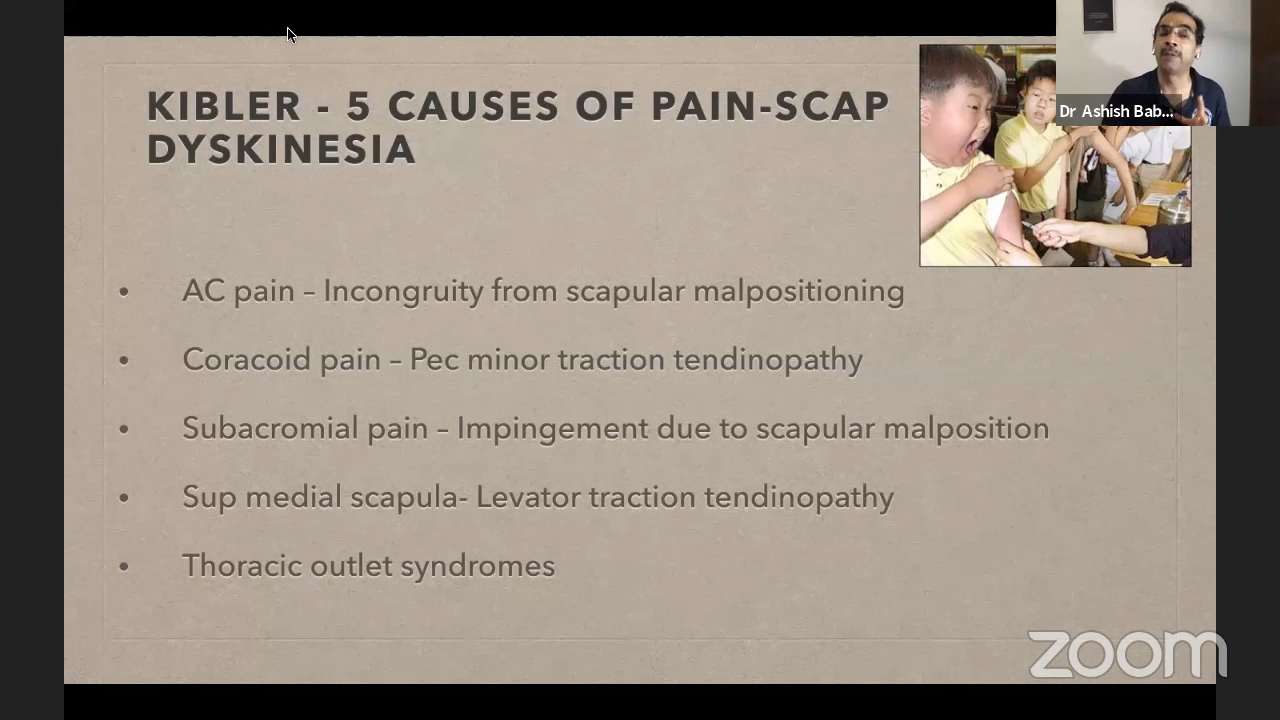 KIBLER - 5 CAUSES OF PAIN-SCAP
DYSKINESIA
Dr Ashish Bab...
• AC pain – Incongruity from scapular malpositioning
• Coracoid pain – Pec minor traction tendinopathy
• Subacromial pain – Impingement due to scapular malposition
• Sup medial scapula- Levator traction tendinopathy
• Thoracic outlet syndromes
zoom